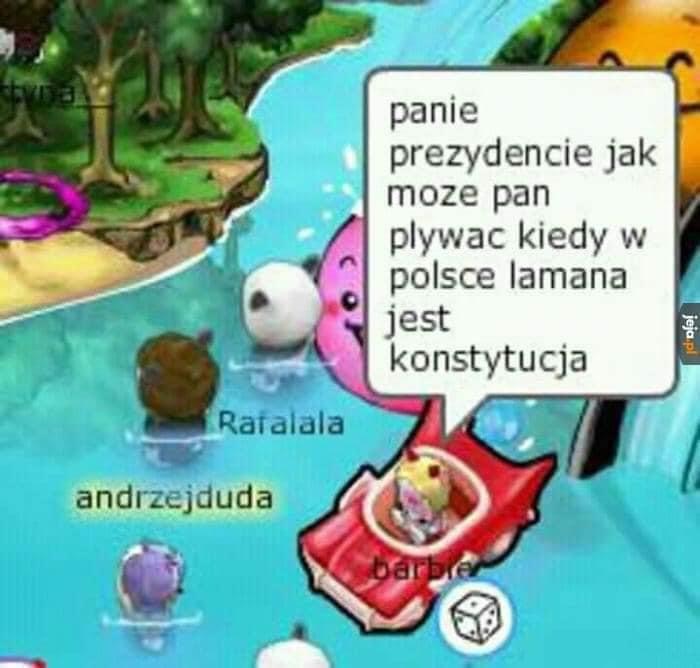 panie
prezydencie jak
moze pan
plywac kiedy w
polsce lamana
jest
konstytucja
jeja.pl
Rafalala
andrzejduda
barbie